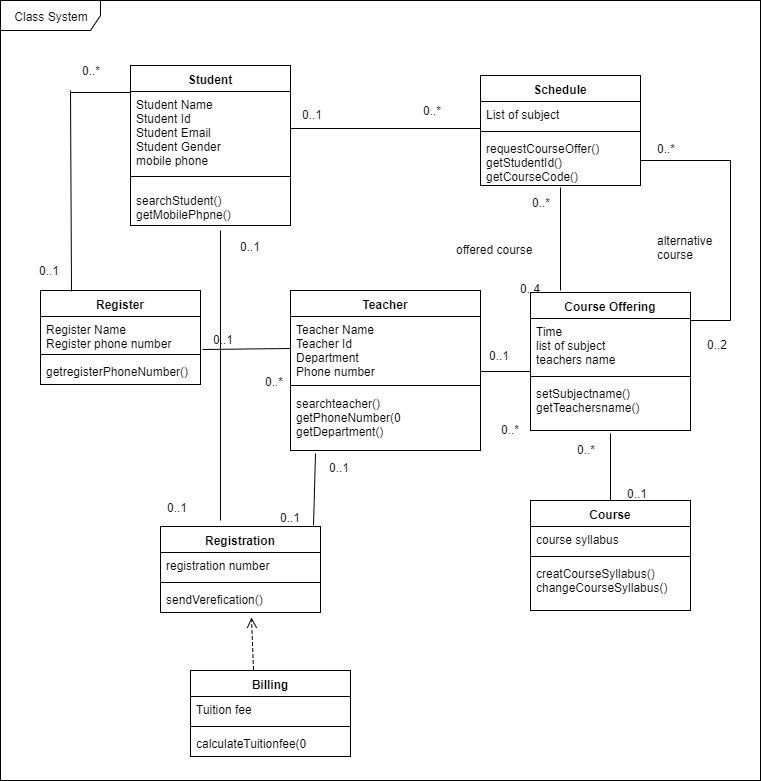 Class System
Student
Student Name
Student Id
Student Email
Student Gender
mobile phone
searchStudent()
getMobilePhpne()
0..*
0..1
0..*
Schedule
List of subject
requestCourseOffer()
getStudentId()
getCourseCode()
0..*
0..*
offered course
alternative
course
0..1
0..1
0..4
0..2
Register
Register Name
Register phone number
getregisterPhoneNumber()
0..1
0..*
Teacher
Teacher Name
Teacher Id
Department
Phone number
searchteacher()
getPhoneNumber(0
getDepartment()
0..1
0..*
Course Offering
Time
list of subject
teachers name
setSubjectname()
getTeachersname()
0..*
0..1
0..1
0..1
0..1
Registration
registration number
sendVerefication()
Course
course syllabus
creatCourseSyllabus()
changeCourseSyllabus()
Billing
Tuition fee
calculateTuitionfee(0